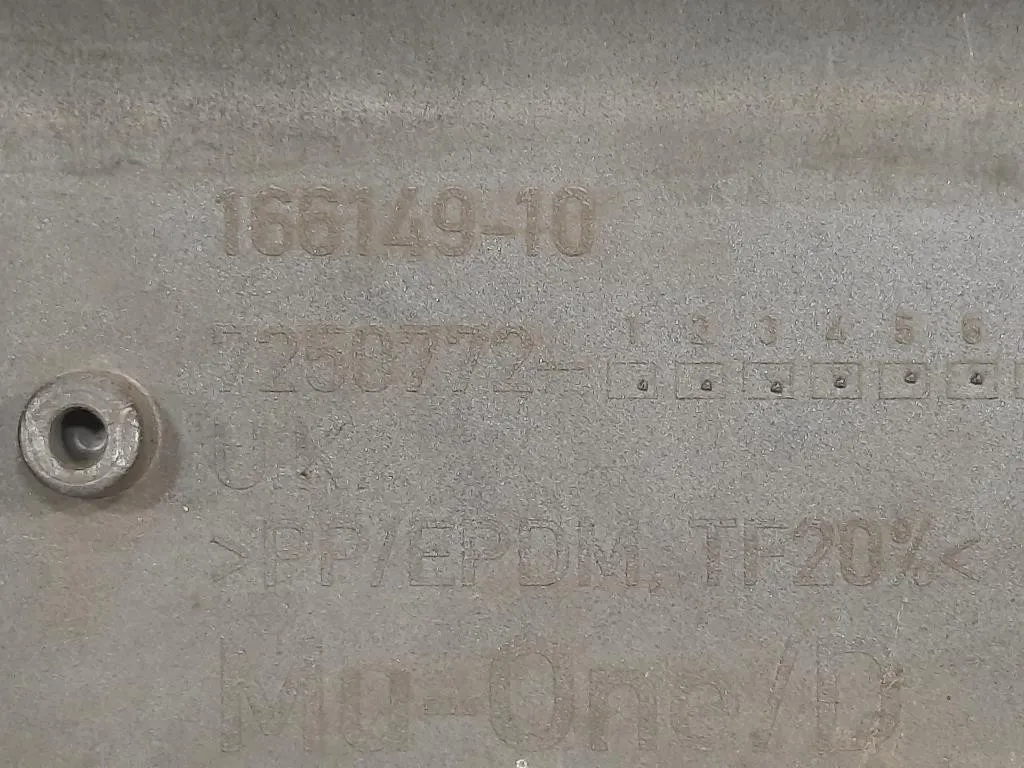 166149-10
7250772- 1 2 3 4 5 6
U.K.
>PP/EPDM, TF20%<
Mu-One/D